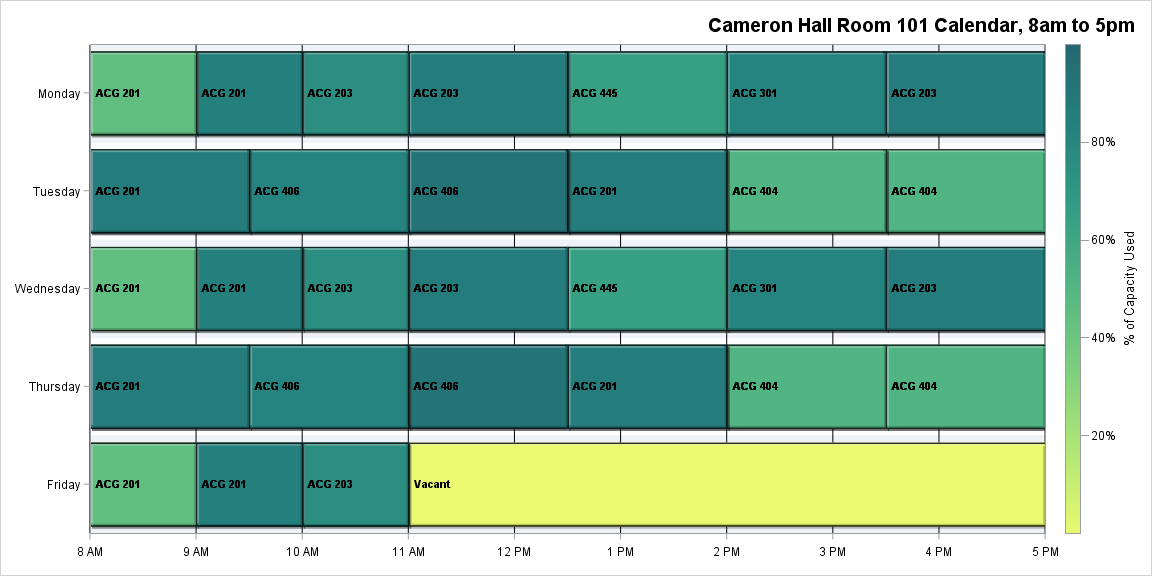 Cameron Hall Room 101 Calendar, 8am to 5pm
Monday ACG 201 ACG 201 ACG 203 ACG 203 ACG 445 ACG 301 ACG 203
80%
Tuesday ACG 201 ACG 406 ACG 406 ACG 201 ACG 404 ACG 404
60%
% of Capacity Used
Wednesday ACG 201 ACG 201 ACG 203 ACG 203 ACG 445 ACG 301 ACG 203
40%
Thursday ACG 201 ACG 406 ACG 406 ACG 201 ACG 404 ACG 404
20%
Friday ACG 201 ACG 201 ACG 203 Vacant
8 AM 9 AM 10 AM 11 AM 12 PM 1 PM 2 PM 3 PM 4 PM 5 PM